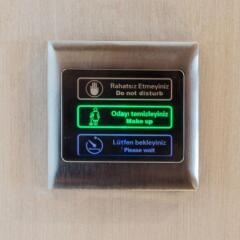 Rahatsız Etmeyiniz
Do not disturb
Odayı temizleyiniz
Make up
Lütfen bekleyiniz
Please wait